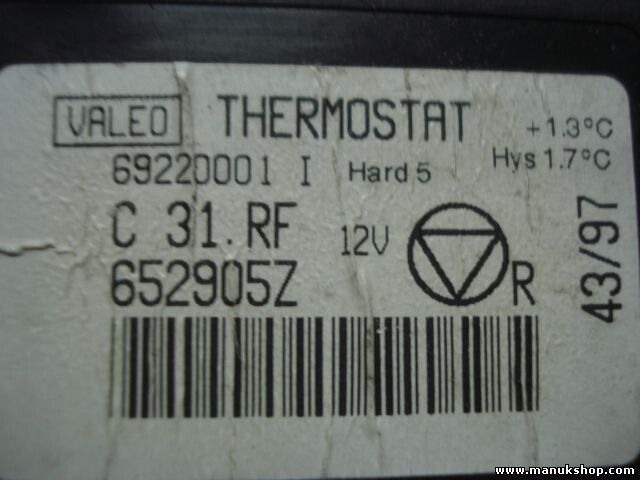 VALEO THERMOSTAT +1.3°C
69220001 I Hard 5 Hys 1.7°C
C 31.RF 12V
652905Z R
43/97
www.manukshop.com